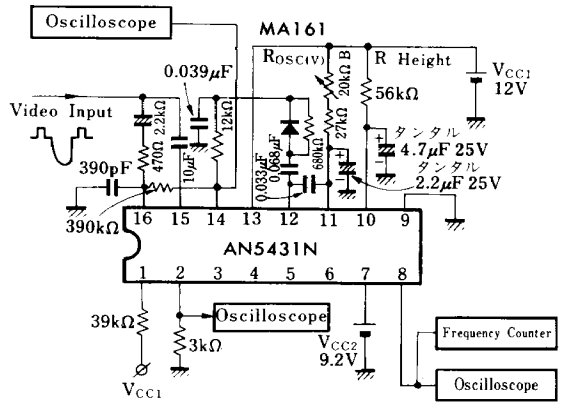 Oscilloscope
MA161
0.039μF
ROSC(V)
20kΩ B
R Height
VCC1
12V
Video Input
2.2kΩ
12kΩ
56kΩ
470Ω
10μF
0.033μF
0.068μF
680kΩ
27kΩ
+
-
タンタル
4.7μF 25V
タンタル
2.2μF 25V
+
-
390pF
390kΩ
16 15 14 13 12 11 10 9
AN5431N
1 2 3 4 5 6 7 8
39kΩ
VCC1
3kΩ
Oscilloscope
VCC2
9.2V
Frequency Counter
Oscilloscope